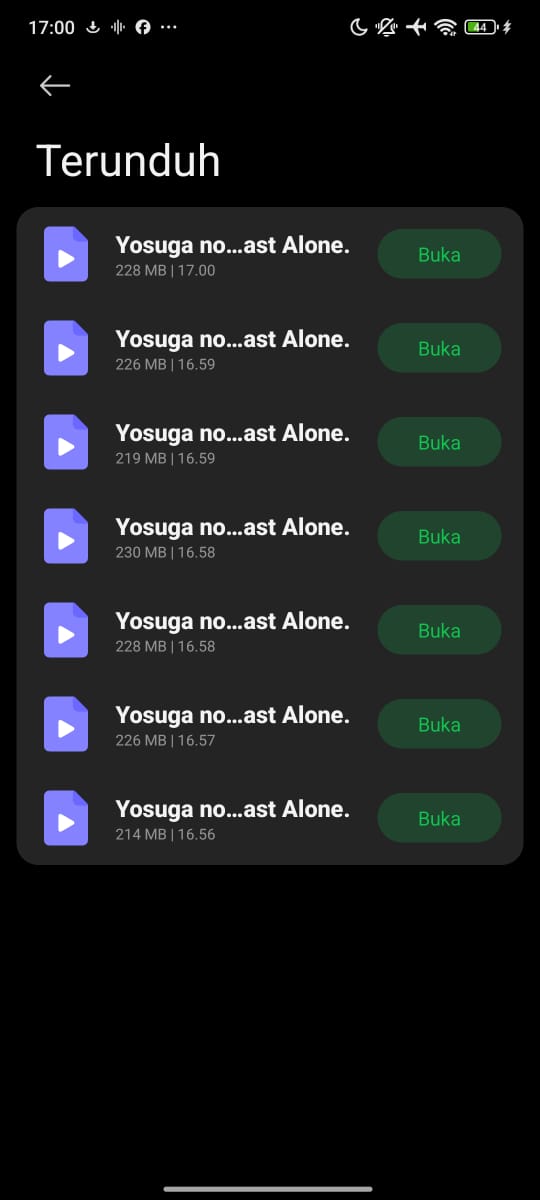 17:00
44
Terunduh
Yosuga no...ast Alone.
228 MB | 17.00
Buka
Yosuga no...ast Alone.
226 MB | 16.59
Buka
Yosuga no...ast Alone.
219 MB | 16.59
Buka
Yosuga no...ast Alone.
230 MB | 16.58
Buka
Yosuga no...ast Alone.
228 MB | 16.58
Buka
Yosuga no...ast Alone.
226 MB | 16.57
Buka
Yosuga no...ast Alone.
214 MB | 16.56
Buka